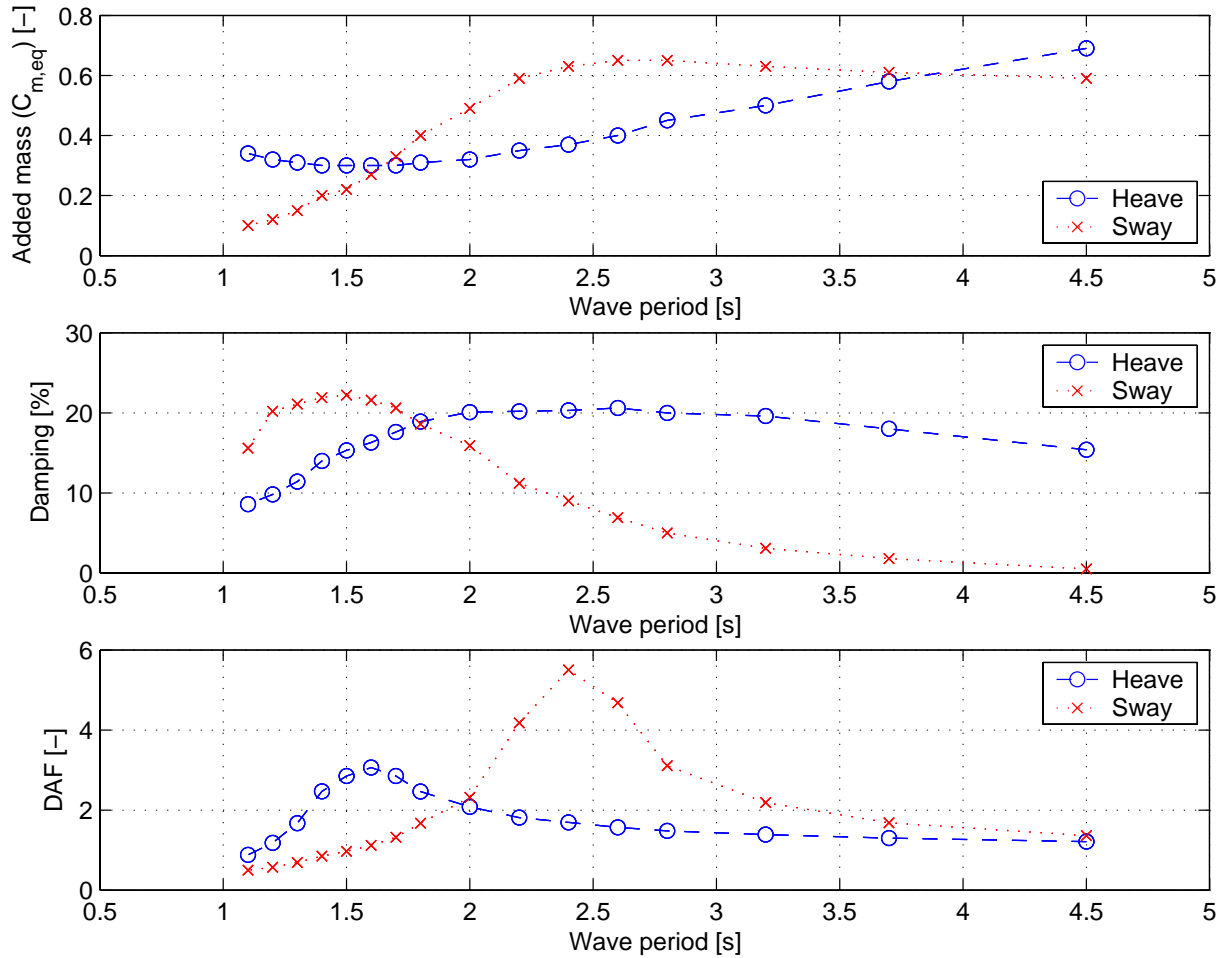 Added mass (C_{m,eq}) [−]
0.8
0.6
0.4
0.2
0
Heave
Sway
0.5 1 1.5 2 2.5 3 3.5 4 4.5 5
Wave period [s]
Damping [%]
30
20
10
0
Heave
Sway
0.5 1 1.5 2 2.5 3 3.5 4 4.5 5
Wave period [s]
DAF [−]
6
4
2
0
Heave
Sway
0.5 1 1.5 2 2.5 3 3.5 4 4.5 5
Wave period [s]